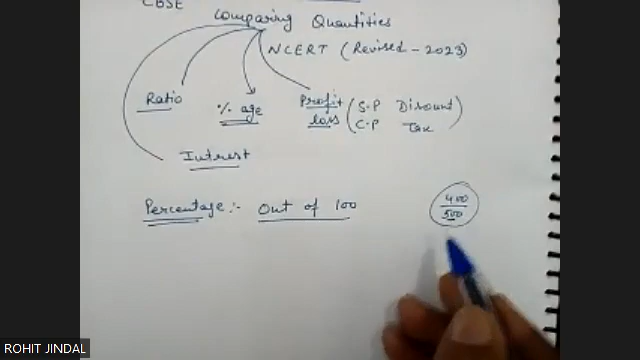 CBSE
Comparing Quantities
NCERT (Revised-2023)
Ratio
% age
Profit
loss
(S.P Discount
C.P Tax)
Interest
Percentage:- Out of 100
400
500
ROHIT JINDAL